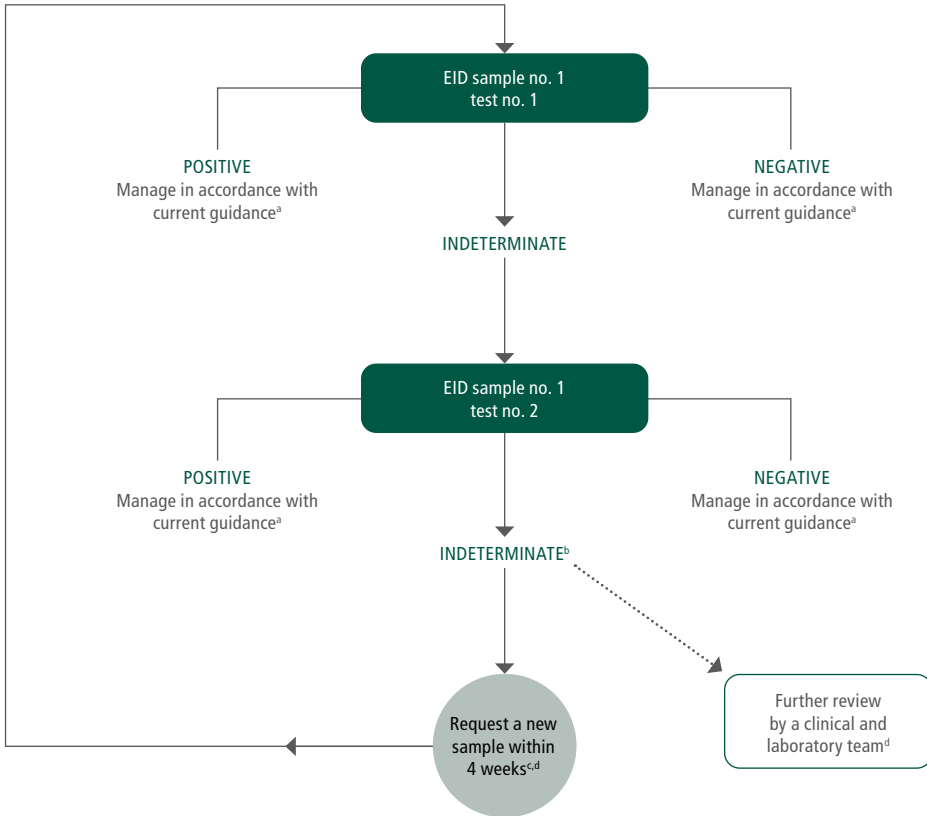 EID sample no. 1
test no. 1
POSITIVE
Manage in accordance with
current guidanceᵃ
NEGATIVE
Manage in accordance with
current guidanceᵃ
INDETERMINATE
EID sample no. 1
test no. 2
POSITIVE
Manage in accordance with
current guidanceᵃ
NEGATIVE
Manage in accordance with
current guidanceᵃ
INDETERMINATEᵇ
Request a new
sample within
4 weeksᶜ,ᵈ
Further review
by a clinical and
laboratory teamᵈ